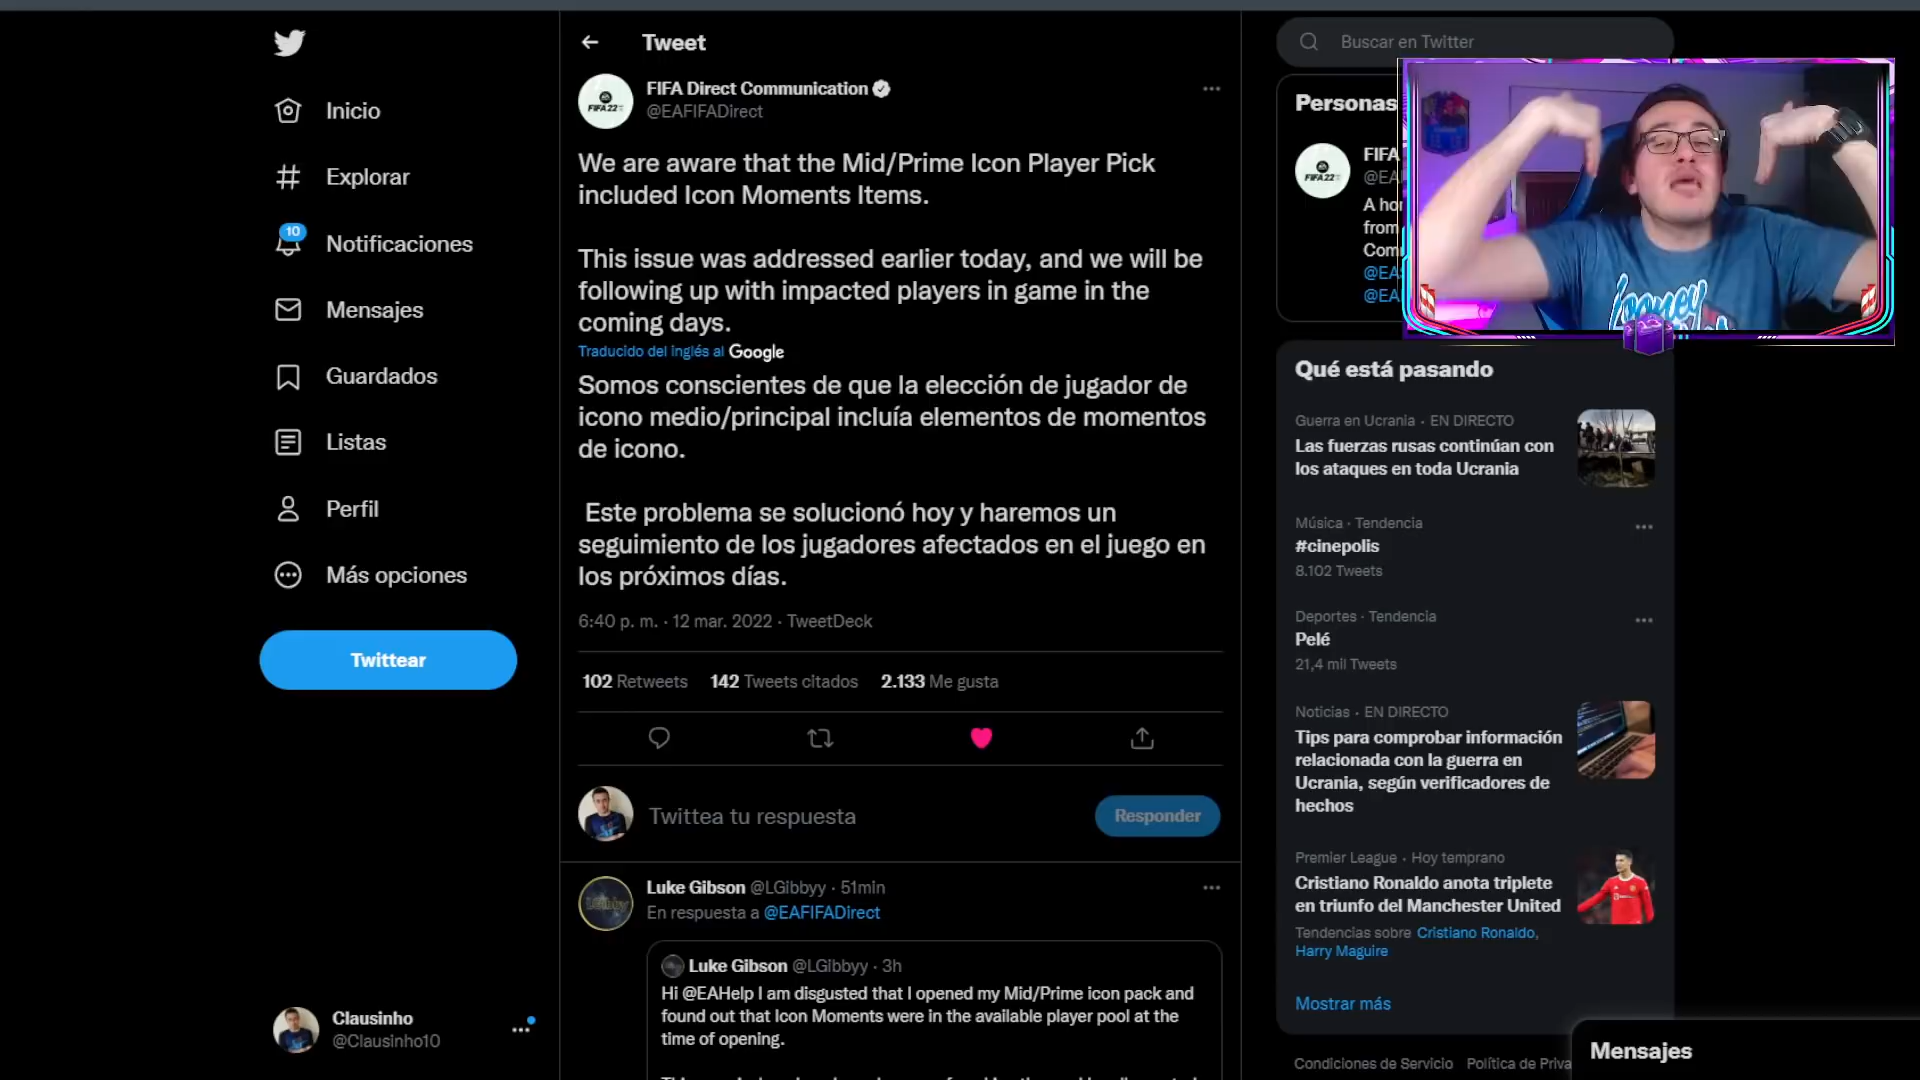 Tweet
Buscar en Twitter
FIFA Direct Communication
@EAFIFADirect
FIFA 22
We are aware that the Mid/Prime Icon Player Pick
included Icon Moments Items.
This issue was addressed earlier today, and we will be
following up with impacted players in game in the
coming days.
Traducido del inglés al Google
Somos conscientes de que la elección de jugador de
icono medio/principal incluía elementos de momentos
de icono.
Este problema se solucionó hoy y haremos un
seguimiento de los jugadores afectados en el juego en
los próximos días.
6:40 p. m. · 12 mar. 2022 · TweetDeck
102 Retweets 142 Tweets citados 2.133 Me gusta
Twittea tu respuesta
Responder
Luke Gibson @LGibbyy · 51min
En respuesta a @EAFIFADirect
Luke Gibson @LGibbyy · 3h
Hi @EAHelp I am disgusted that I opened my Mid/Prime icon pack and
found out that Icon Moments were in the available player pool at the
time of opening.
Inicio
Explorar
10
Notificaciones
Mensajes
Guardados
Listas
Perfil
Más opciones
Twittear
Clausinho
@Clausinho10
Personas
FIFA 22
FIFA
@EA
A
from
@EA
@EA
looney
Qué está pasando
Guerra en Ucrania · EN DIRECTO
Las fuerzas rusas continúan con
los ataques en toda Ucrania
Música · Tendencia
#cinepolis
8.102 Tweets
Deportes · Tendencia
Pelé
21,4 mil Tweets
Noticias · EN DIRECTO
Tips para comprobar información
relacionada con la guerra en
Ucrania, según verificadores de
hechos
Premier League · Hoy temprano
Cristiano Ronaldo anota triplete
en triunfo del Manchester United
Tendencias sobre Cristiano Ronaldo,
Harry Maguire
Mostrar más
Condiciones de Servicio Política de Priva
Mensajes